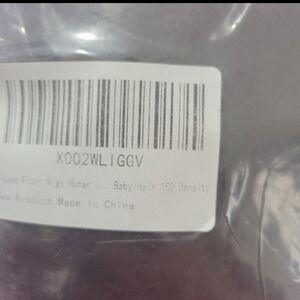 X002WLIGGV
Lace Front Wigs Human ... Baby Hair 150 Density
New Product Made In China